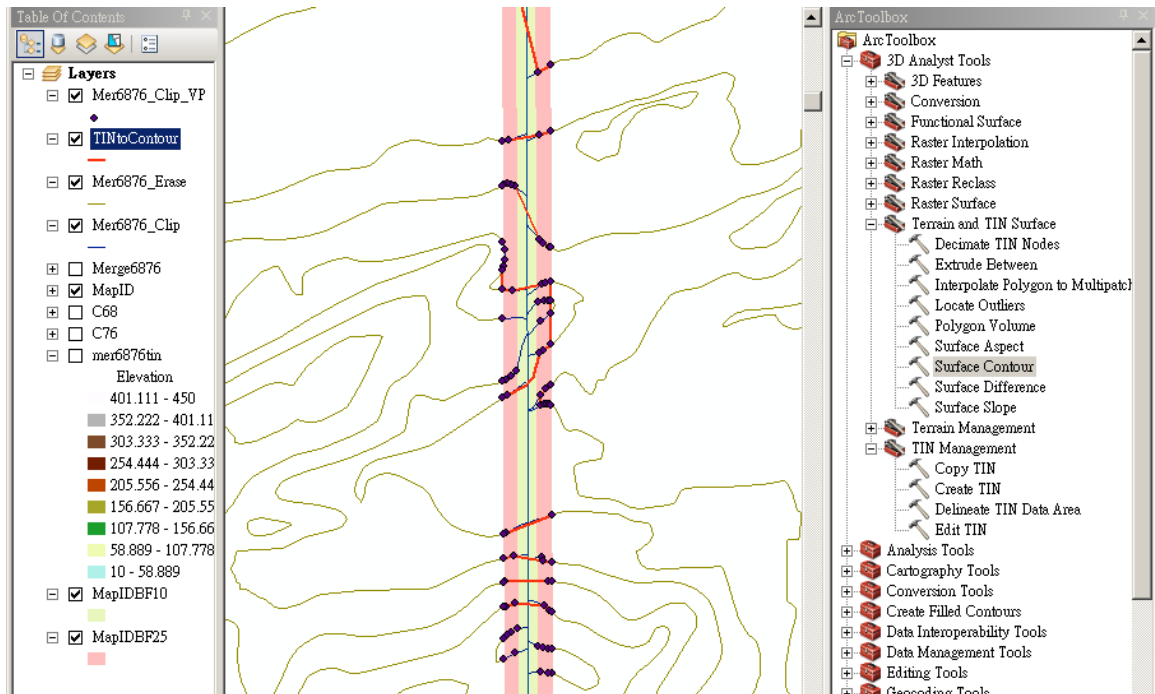 Table Of Contents
Layers
Mer6876_Clip_VP
TINtoContour
Mer6876_Erase
Mer6876_Clip
Merge6876
MapID
C68
C76
mer6876tin
Elevation
401.111 - 450
352.222 - 401.11
303.333 - 352.22
254.444 - 303.33
205.556 - 254.44
156.667 - 205.55
107.778 - 156.66
58.889 - 107.778
10 - 58.889
MapIDBF10
MapIDBF25
ArcToolbox
ArcToolbox
3D Analyst Tools
3D Features
Conversion
Functional Surface
Raster Interpolation
Raster Math
Raster Reclass
Raster Surface
Terrain and TIN Surface
Decimate TIN Nodes
Extrude Between
Interpolate Polygon to Multipatch
Locate Outliers
Polygon Volume
Surface Aspect
Surface Contour
Surface Difference
Surface Slope
Terrain Management
TIN Management
Copy TIN
Create TIN
Delineate TIN Data Area
Edit TIN
Analysis Tools
Cartography Tools
Conversion Tools
Create Filled Contours
Data Interoperability Tools
Data Management Tools
Editing Tools
Geocoding Tools